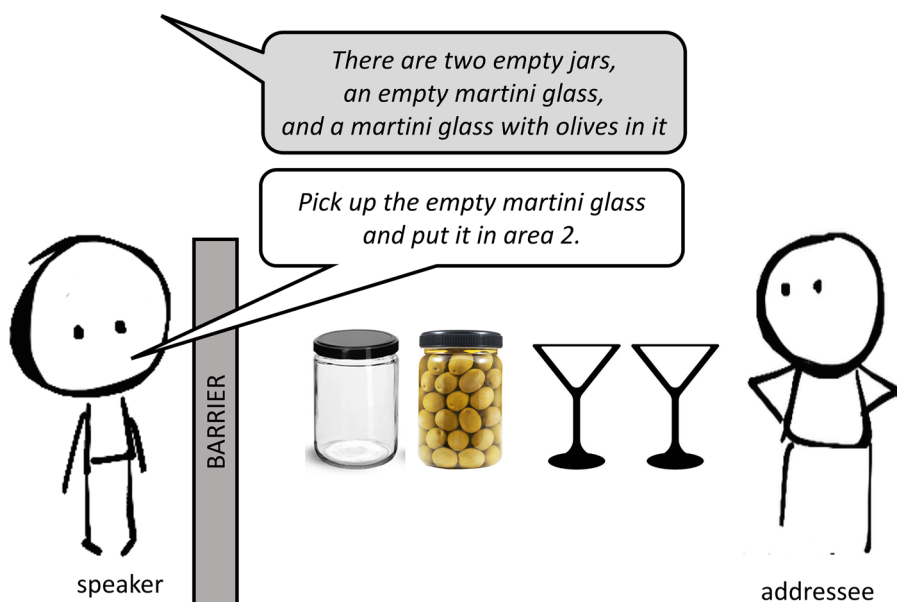 There are two empty jars,
an empty martini glass,
and a martini glass with olives in it
Pick up the empty martini glass
and put it in area 2.
BARRIER
speaker
addressee